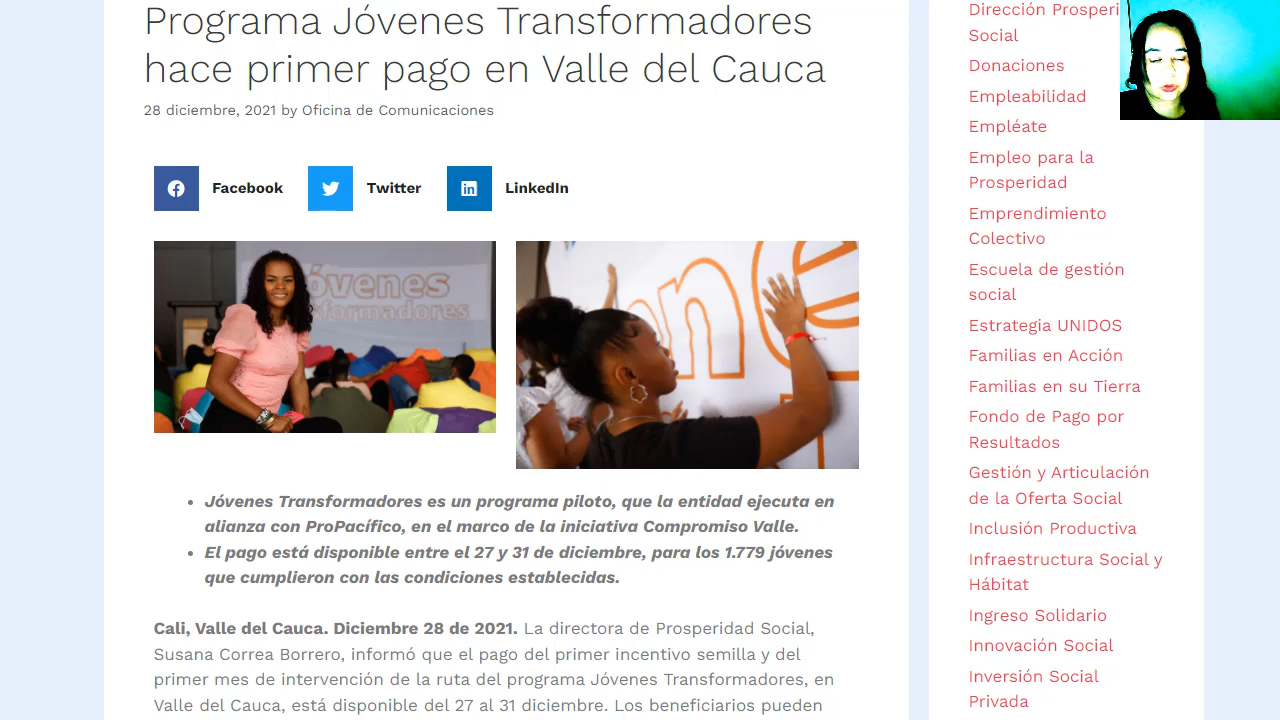 Programa Jóvenes Transformadores
hace primer pago en Valle del Cauca
28 diciembre, 2021 by Oficina de Comunicaciones
Facebook
Twitter
LinkedIn
• Jóvenes Transformadores es un programa piloto, que la entidad ejecuta en
alianza con ProPacífico, en el marco de la iniciativa Compromiso Valle.
• El pago está disponible entre el 27 y 31 de diciembre, para los 1.779 jóvenes
que cumplieron con las condiciones establecidas.
Cali, Valle del Cauca. Diciembre 28 de 2021. La directora de Prosperidad Social,
Susana Correa Borrero, informó que el pago del primer incentivo semilla y del
primer mes de intervención de la ruta del programa Jóvenes Transformadores, en
Valle del Cauca, está disponible del 27 al 31 diciembre. Los beneficiarios pueden
Dirección Prosperi
Social
Donaciones
Empleabilidad
Empléate
Empleo para la
Prosperidad
Emprendimiento
Colectivo
Escuela de gestión
social
Estrategia UNIDOS
Familias en Acción
Familias en su Tierra
Fondo de Pago por
Resultados
Gestión y Articulación
de la Oferta Social
Inclusión Productiva
Infraestructura Social y
Hábitat
Ingreso Solidario
Innovación Social
Inversión Social
Privada